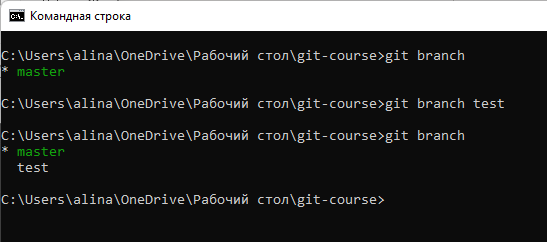 Командная строка
C:\Users\alina\OneDrive\Рабочий стол\git-course>git branch
* master
C:\Users\alina\OneDrive\Рабочий стол\git-course>git branch test
C:\Users\alina\OneDrive\Рабочий стол\git-course>git branch
* master
  test
C:\Users\alina\OneDrive\Рабочий стол\git-course>